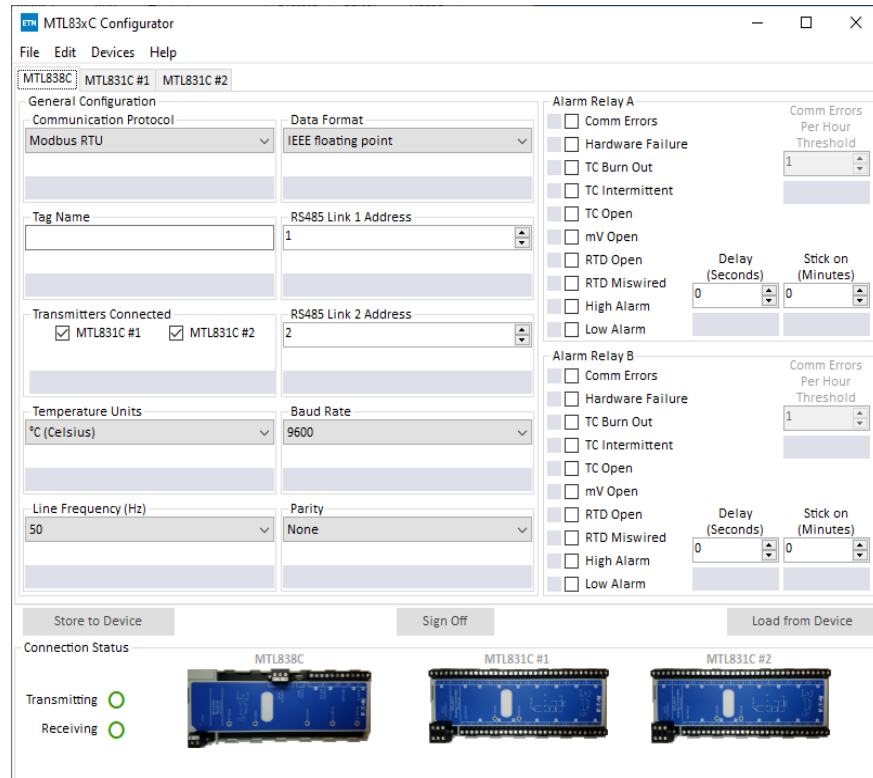 ETN MTL83xC Configurator
File Edit Devices Help
MTL838C MTL831C #1 MTL831C #2
General Configuration
Communication Protocol
Modbus RTU
Data Format
IEEE floating point
Tag Name
RS485 Link 1 Address
1
Transmitters Connected
MTL831C #1 MTL831C #2
RS485 Link 2 Address
2
Temperature Units
°C (Celsius)
Baud Rate
9600
Line Frequency (Hz)
50
Parity
None
Alarm Relay A
Comm Errors
Hardware Failure
TC Burn Out
TC Intermittent
TC Open
mV Open
RTD Open
RTD Miswired
High Alarm
Low Alarm
Comm Errors
Per Hour
Threshold
1
Delay
(Seconds)
0
Stick on
(Minutes)
0
Alarm Relay B
Comm Errors
Hardware Failure
TC Burn Out
TC Intermittent
TC Open
mV Open
RTD Open
RTD Miswired
High Alarm
Low Alarm
Comm Errors
Per Hour
Threshold
1
Delay
(Seconds)
0
Stick on
(Minutes)
0
Store to Device Sign Off Load from Device
Connection Status
MTL838C MTL831C #1 MTL831C #2
Transmitting
Receiving